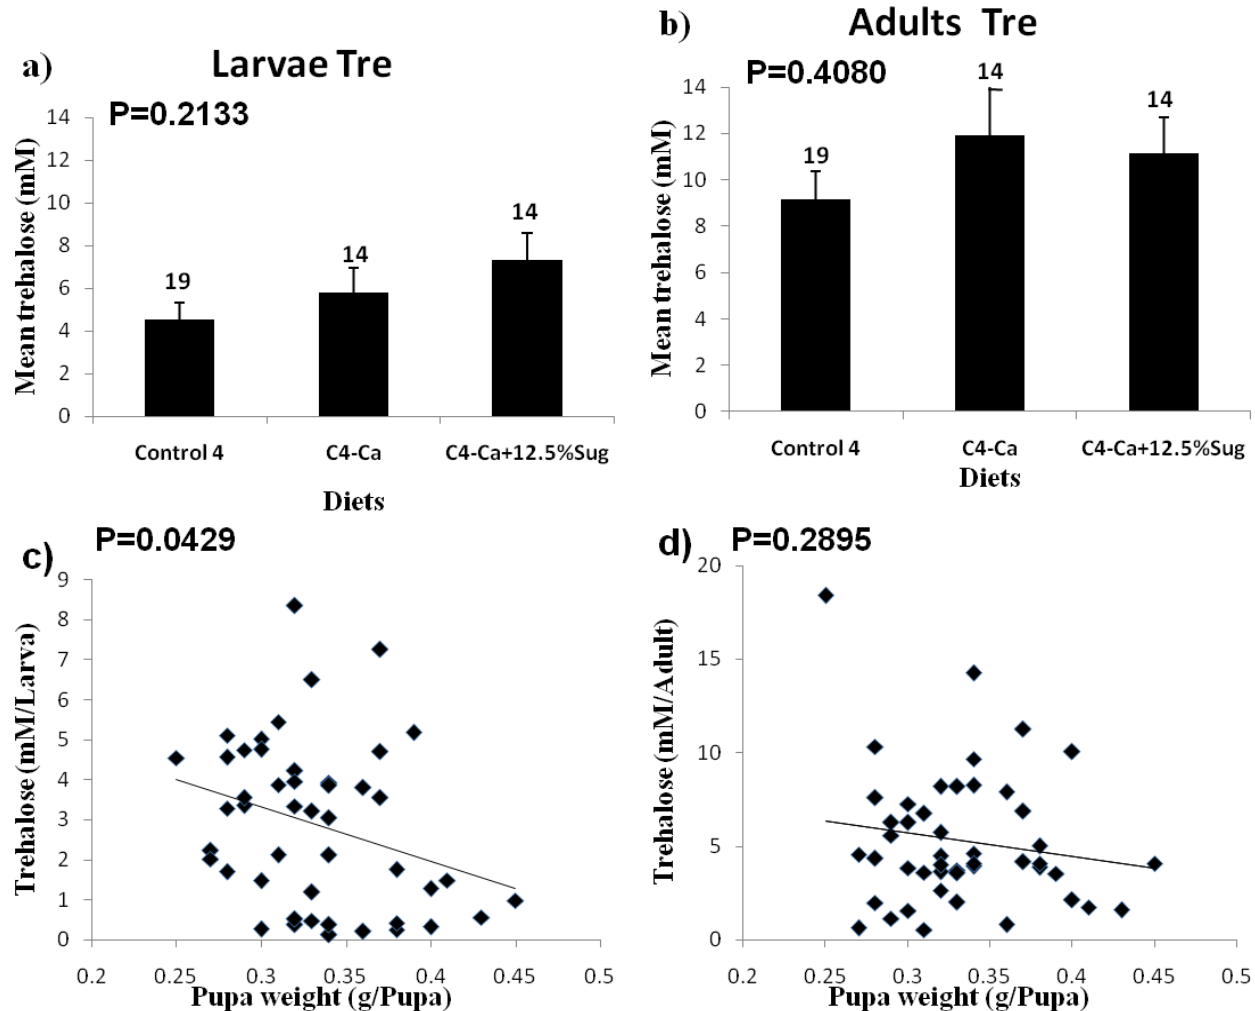 a)
Larvae Tre
P=0.2133
Mean trehalose (mM)
14
12
10
8
6
4
2
0
19
14
14
Control 4
C4-Ca
C4-Ca+12.5%Sug
Diets
b)
Adults Tre
P=0.4080
Mean trehalose (mM)
14
12
10
8
6
4
2
0
19
14
14
Control 4
C4-Ca
C4-Ca+12.5%Sug
Diets
c)
P=0.0429
Trehalose (mM/Larva)
9
8
7
6
5
4
3
2
1
0
0.2
0.25
0.3
0.35
0.4
0.45
0.5
Pupa weight (g/Pupa)
d)
P=0.2895
Trehalose (mM/Adult)
20
15
10
5
0
0.2
0.25
0.3
0.35
0.4
0.45
0.5
Pupa weight (g/Pupa)